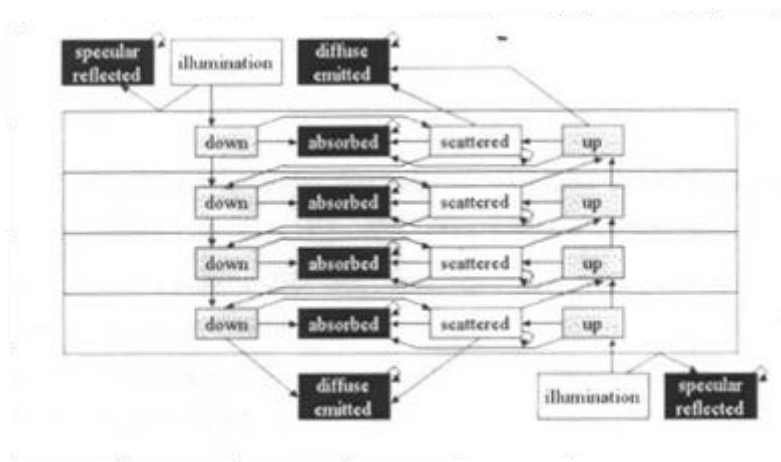 specular
reflected
illumination
diffuse
emitted
down
absorbed
scattered
up
down
absorbed
scattered
up
down
absorbed
scattered
up
down
absorbed
scattered
up
diffuse
emitted
illumination
specular
reflected